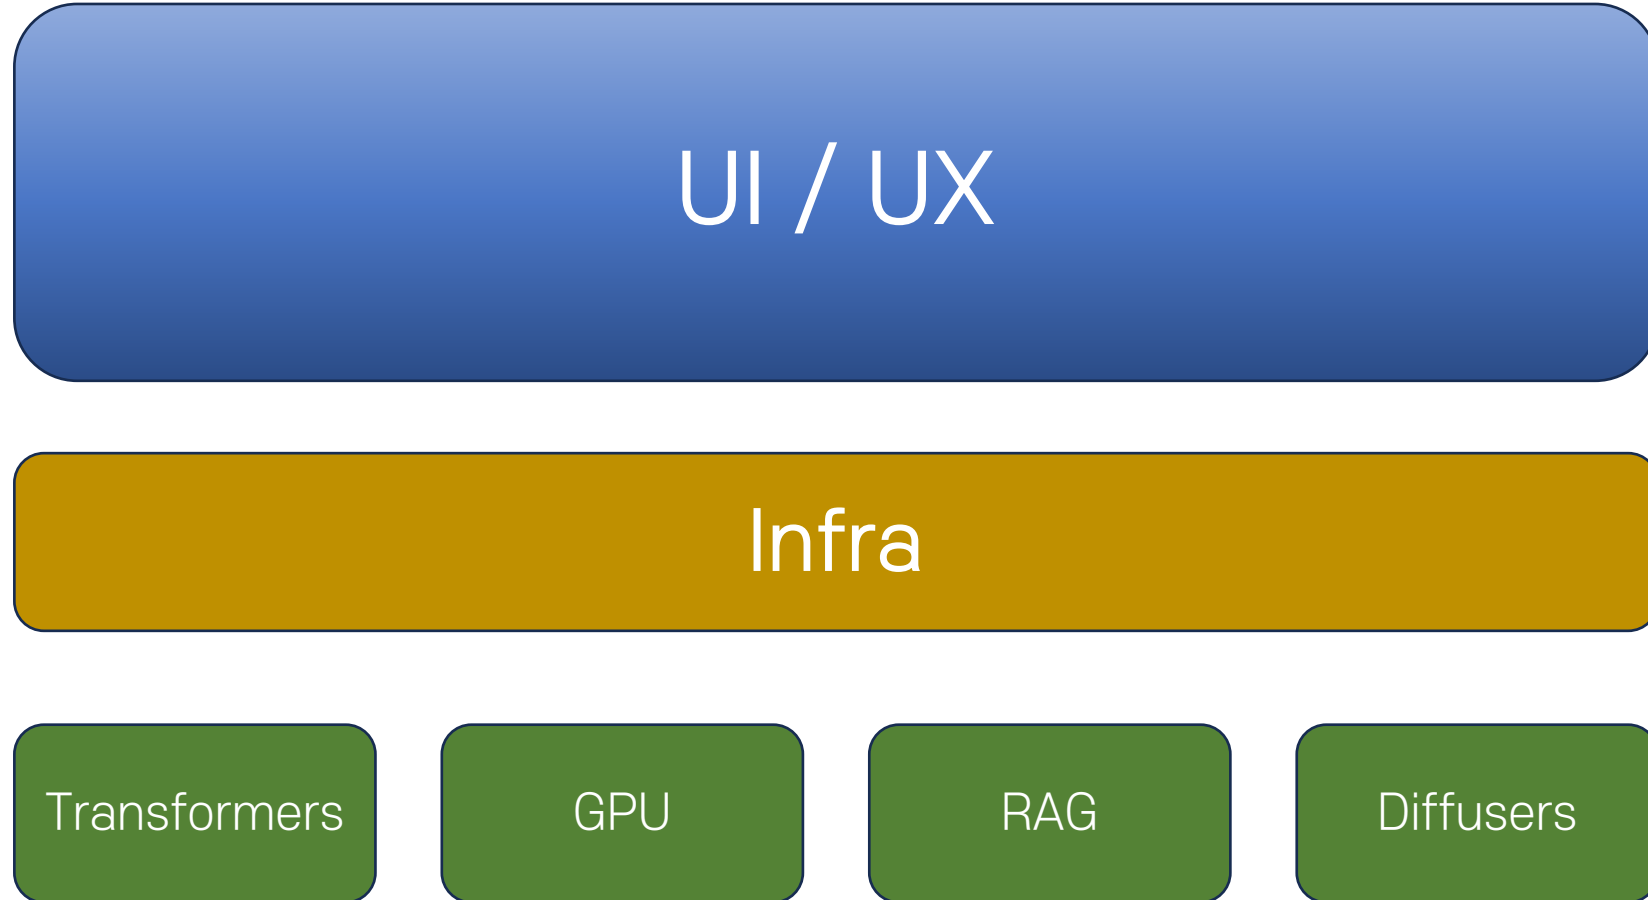 UI / UX
Infra
Transformers
GPU
RAG
Diffusers